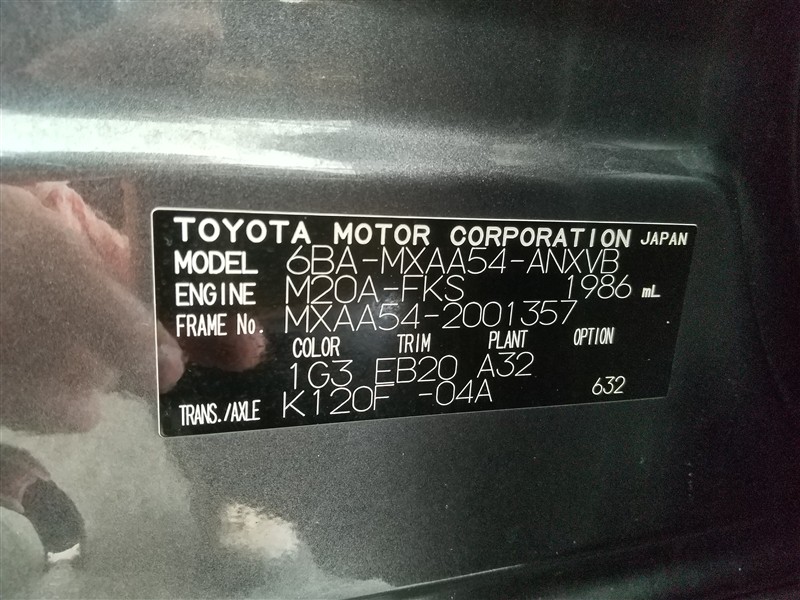 TOYOTA MOTOR CORPORATION JAPAN
MODEL 6BA-MXAA54-ANXVB
ENGINE M20A-FKS 1986 mL
FRAME No. MXAA54-2001357
COLOR TRIM PLANT OPTION
1G3 EB20 A32
TRANS./AXLE K120F -04A 632